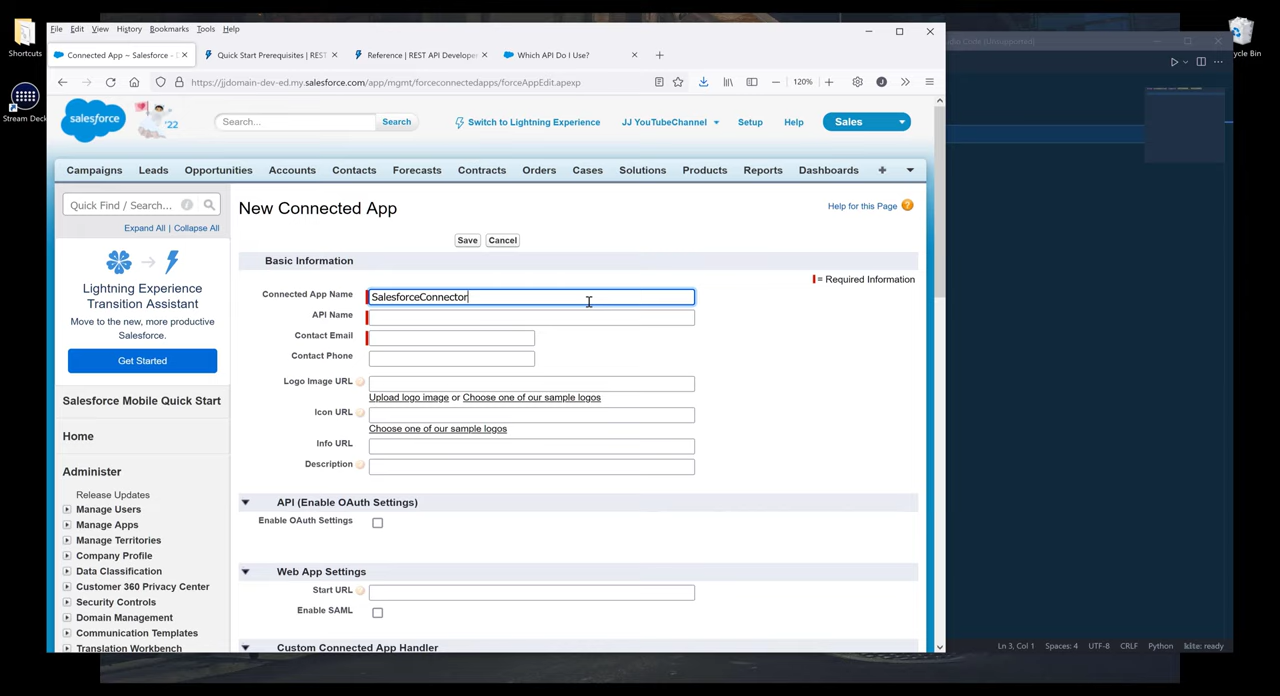 Shortcuts
Stream Deck
File Edit View History Bookmarks Tools Help
Connected App ~ Salesforce -
Quick Start Prerequisites | REST
Reference | REST API Developer
Which API Do I Use?
https://jjdomain-dev-ed.my.salesforce.com/app/mgmt/forceconnectedapps/forceAppEdit.apexp
120%
J
salesforce
'22
Search...
Search
Switch to Lightning Experience
JJ YouTubeChannel
Setup
Help
Sales
Campaigns Leads Opportunities Accounts Contacts Forecasts Contracts Orders Cases Solutions Products Reports Dashboards
Quick Find / Search...
Expand All | Collapse All
Lightning Experience
Transition Assistant
Move to the new, more productive
Salesforce.
Get Started
Salesforce Mobile Quick Start
Home
Administer
Release Updates
Manage Users
Manage Apps
Manage Territories
Company Profile
Data Classification
Customer 360 Privacy Center
Security Controls
Domain Management
Communication Templates
Translation Workbench
New Connected App
Help for this Page
Save Cancel
Basic Information
= Required Information
Connected App Name
SalesforceConnector
API Name
Contact Email
Contact Phone
Logo Image URL
Upload logo image or Choose one of our sample logos
Icon URL
Choose one of our sample logos
Info URL
Description
API (Enable OAuth Settings)
Enable OAuth Settings
Web App Settings
Start URL
Enable SAML
Custom Connected App Handler
Code (Unsupported)
Bin
Ln 3, Col 1 Spaces: 4 UTF-8 CRLF Python kite: ready